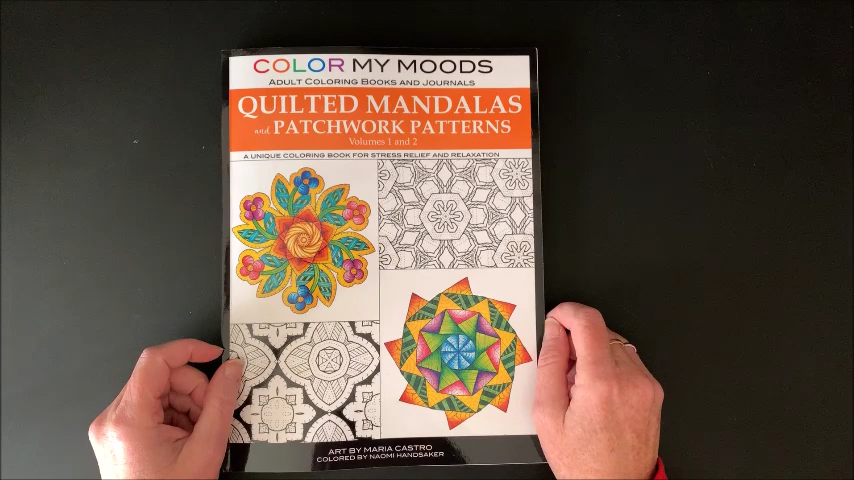 COLOR MY MOODS
ADULT COLORING BOOKS AND JOURNALS
QUILTED MANDALAS
and PATCHWORK PATTERNS
Volumes 1 and 2
A UNIQUE COLORING BOOK FOR STRESS RELIEF AND RELAXATION
ART BY MARIA CASTRO
COLORED BY NAOMI HANDSAKER